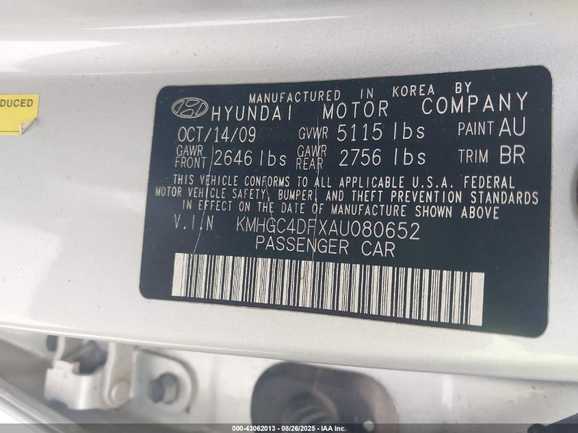 DUCED
MANUFACTURED IN KOREA BY
HYUNDAI MOTOR COMPANY
OCT/14/09 GVWR 5115 lbs PAINT AU
GAWR FRONT 2646 lbs GAWR REAR 2756 lbs TRIM BR
THIS VEHICLE CONFORMS TO ALL APPLICABLE U.S.A. FEDERAL
MOTOR VEHICLE SAFETY, BUMPER, AND THEFT PREVENTION STANDARDS
IN EFFECT ON THE DATE OF MANUFACTURE SHOWN ABOVE
V.I.N KMHGC4DFXAU080652
PASSENGER CAR
000-43062013 - 08/26/2025 -